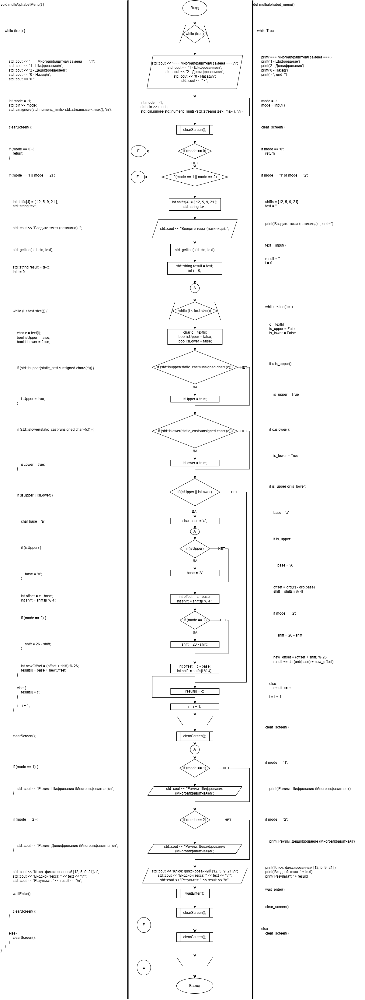 void multiAlphabetMenu() {
while (true) {
std::cout << "=== Многоалфавитная замена ===\n";
std::cout << "1 - Шифрование\n";
std::cout << "2 - Дешифрование\n";
std::cout << "0 - Назад\n";
std::cout << "> ";
int mode = -1;
std::cin >> mode;
std::cin.ignore(std::numeric_limits<std::streamsize>::max(), '\n');
clearScreen();
if (mode == 0) {
return;
}
if (mode == 1 || mode == 2) {
int shifts[4] = { 12, 5, 9, 21 };
std::string text;
std::cout << "Введите текст (латиница): ";
std::getline(std::cin, text);
std::string result = text;
int i = 0;
while (i < text.size()) {
char c = text[i];
bool isUpper = false;
bool isLower = false;
if (std::isupper(static_cast<unsigned char>(c))) {
isUpper = true;
}
if (std::islower(static_cast<unsigned char>(c))) {
isLower = true;
}
if (isUpper || isLower) {
char base = 'a';
if (isUpper) {
base = 'A';
}
int offset = c - base;
int shift = shifts[i % 4];
if (mode == 2) {
shift = 26 - shift;
}
int newOffset = (offset + shift) % 26;
result[i] = base + newOffset;
}
else {
result[i] = c;
}
i = i + 1;
}
clearScreen();
if (mode == 1) {
std::cout << "Режим: Шифрование (Многоалфавитная)\n";
}
if (mode == 2) {
std::cout << "Режим: Дешифрование (Многоалфавитная)\n";
}
std::cout << "Ключ: фиксированный [12, 5, 9, 21]\n";
std::cout << "Входной текст: " << text << "\n";
std::cout << "Результат: " << result << "\n";
waitEnter();
clearScreen();
}
else {
clearScreen();
}
}
}
Вход
while (true)
std::cout << "=== Многоалфавитная замена ===\n";
std::cout << "1 - Шифрование\n";
std::cout << "2 - Дешифрование\n";
std::cout << "0 - Назад\n";
std::cout << "> ";
int mode = -1;
std::cin >> mode;
std::cin.ignore(std::numeric_limits<std::streamsize>::max(), '\n');
clearScreen();
E
if (mode == 0)
НЕТ
F
if (mode == 1 || mode == 2)
int shifts[4] = { 12, 5, 9, 21 };
std::string text;
std::cout << "Введите текст (латиница): ";
std::getline(std::cin, text);
std::string result = text;
int i = 0;
A
while (i < text.size())
char c = text[i];
bool isUpper = false;
bool isLower = false;
if (std::isupper(static_cast<unsigned char>(c)))
НЕТ
ДА
isUpper = true;
if (std::islower(static_cast<unsigned char>(c)))
НЕТ
ДА
isLower = true;
if (isUpper || isLower)
НЕТ
ДА
char base = 'a';
A
if (isUpper)
НЕТ
ДА
base = 'A'
int offset = c - base;
int shift = shifts[i % 4];
if (mode == 2)
НЕТ
ДА
shift = 26 - shift;
int offset = c - base;
int shift = shifts[i % 4];
result[i] = c;
i = i + 1;
clearScreen();
A
if (mode == 1)
НЕТ
std::cout << "Режим: Шифрование
(Многоалфавитная)\n";
if (mode == 2)
НЕТ
std::cout << "Режим: Дешифрование
(Многоалфавитная)\n";
std::cout << "Ключ: фиксированный [12, 5, 9, 21]\n";
std::cout << "Входной текст: " << text << "\n";
std::cout << "Результат: " << result << "\n";
waitEnter();
clearScreen();
F
clearScreen();
E
Выход
def multialphabet_menu():
while True:
print('=== Многоалфавитная замена ===')
print('1 - Шифрование')
print('2 - Дешифрование')
print('0 - Назад')
print('> ', end='')
mode = -1
mode = input()
clear_screen()
if mode == '0':
return
if mode == '1' or mode == '2':
shifts = [12, 5, 9, 21]
text = ''
print('Введите текст (латиница): ', end='')
text = input()
result = ''
i = 0
while i < len(text):
c = text[i]
is_upper = False
is_lower = False
if c.is_upper():
is_upper = True
if c.islower():
is_lower = True
if is_upper or is_lower:
base = 'a'
if is_upper:
base = 'A'
offset = ord(c) - ord(base)
shift = shifts[i % 4]
if mode == '2':
shift = 26 - shift
new_offset = (offset + shift) % 26
result += chr(ord(base) + new_offset)
else:
result += c
i = i + 1
clear_screen()
if mode == '1':
print('Режим: Шифрование (Многоалфавитная)')
if mode == '2':
print('Режим: Дешифрование (Многоалфавитная)')
print('Ключ: фиксированный [12, 5, 9, 21]')
print('Входной текст: ' + text)
print('Результат: ' + result)
wait_enter()
clear_screen()
else:
clear_screen()